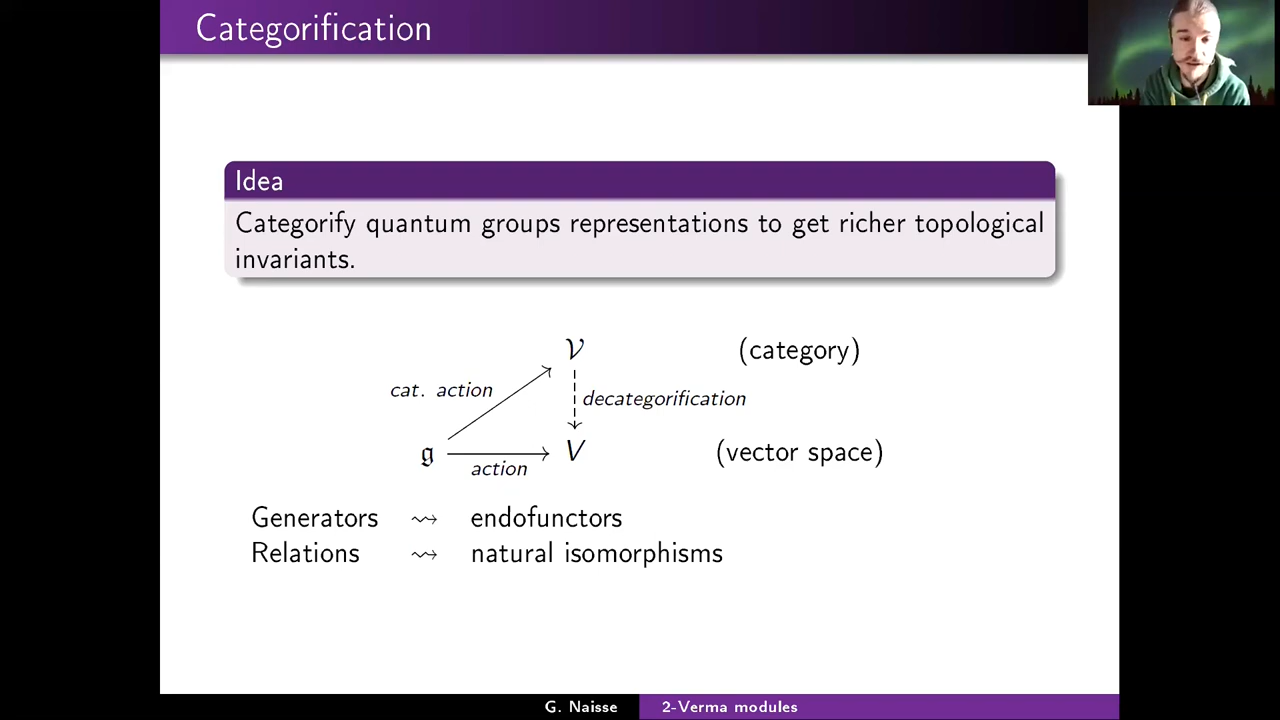 Categorification
Idea
Categorify quantum groups representations to get richer topological
invariants.
𝒱 (category)
cat. action
decategorification
𝔤 V (vector space)
action
Generators ⇝ endofunctors
Relations ⇝ natural isomorphisms
G. Naisse 2-Verma modules